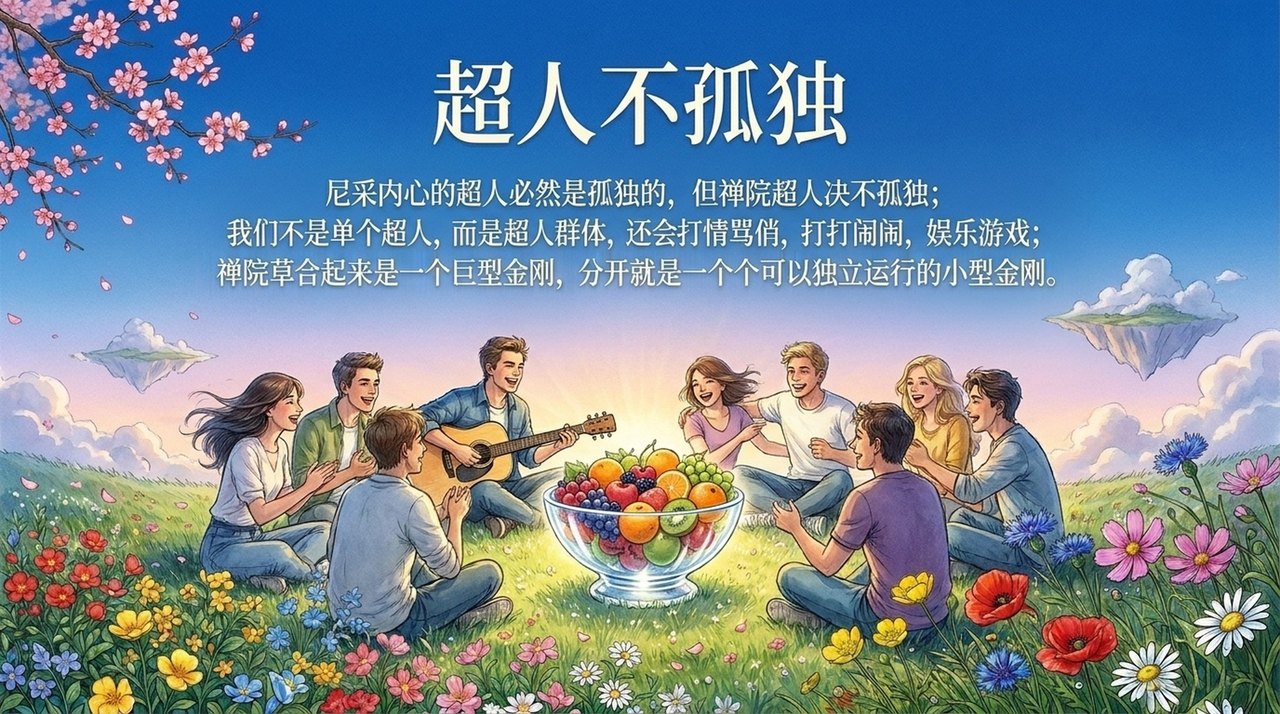 超人不孤独
尼采内心的超人必然是孤独的，但禅院超人决不孤独；
我们不是单个超人，而是超人群体，还会打情骂俏，打打闹闹，娱乐游戏；
禅院草合起来是一个巨型金刚，分开就是一个个可以独立运行的小型金刚。